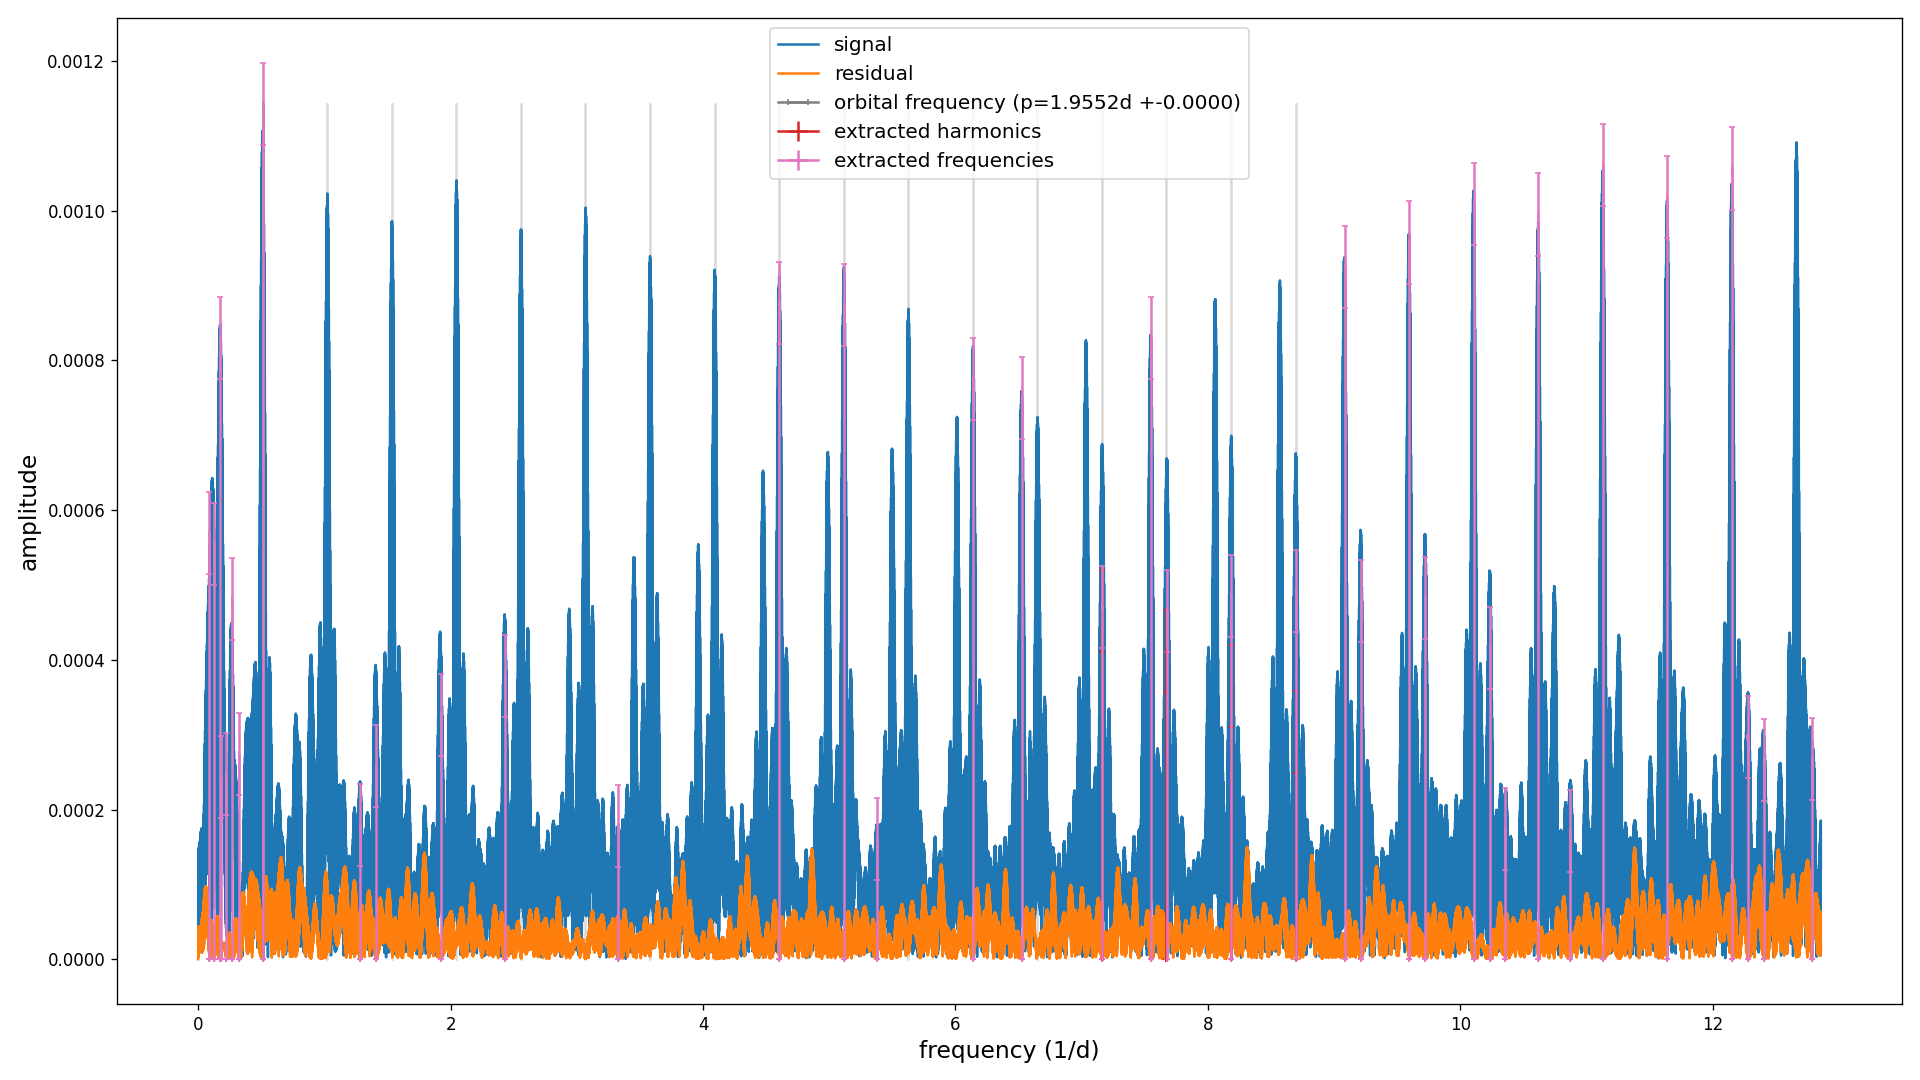 signal
residual
orbital frequency (p=1.9552d +-0.0000)
extracted harmonics
extracted frequencies
amplitude
0.0012
0.0010
0.0008
0.0006
0.0004
0.0002
0.0000
0 2 4 6 8 10 12
frequency (1/d)